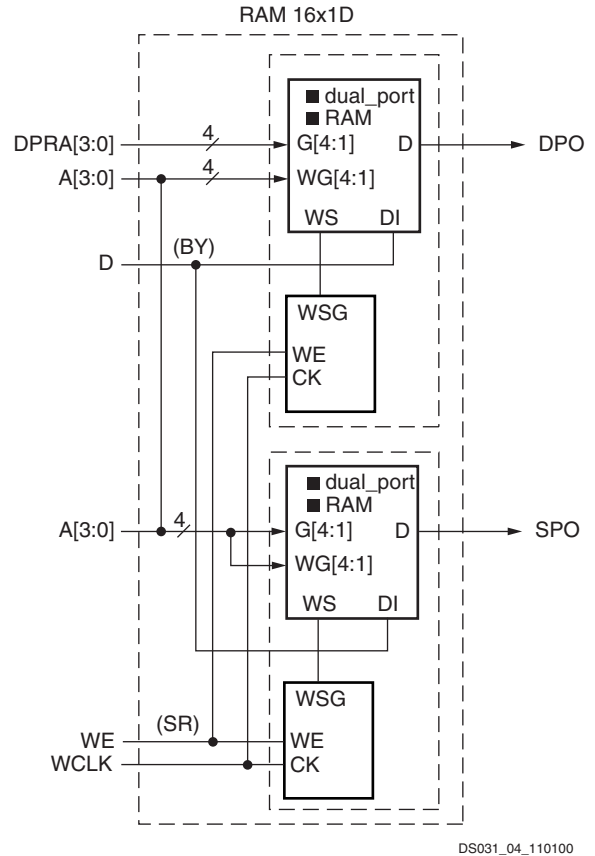 RAM 16x1D
dual_port
RAM
DPRA[3:0]
4
G[4:1]
D
DPO
A[3:0]
4
WG[4:1]
WS
DI
D
(BY)
WSG
WE
CK
dual_port
RAM
A[3:0]
4
G[4:1]
D
SPO
WG[4:1]
WS
DI
WSG
WE
(SR)
WE
WCLK
CK
DS031_04_110100